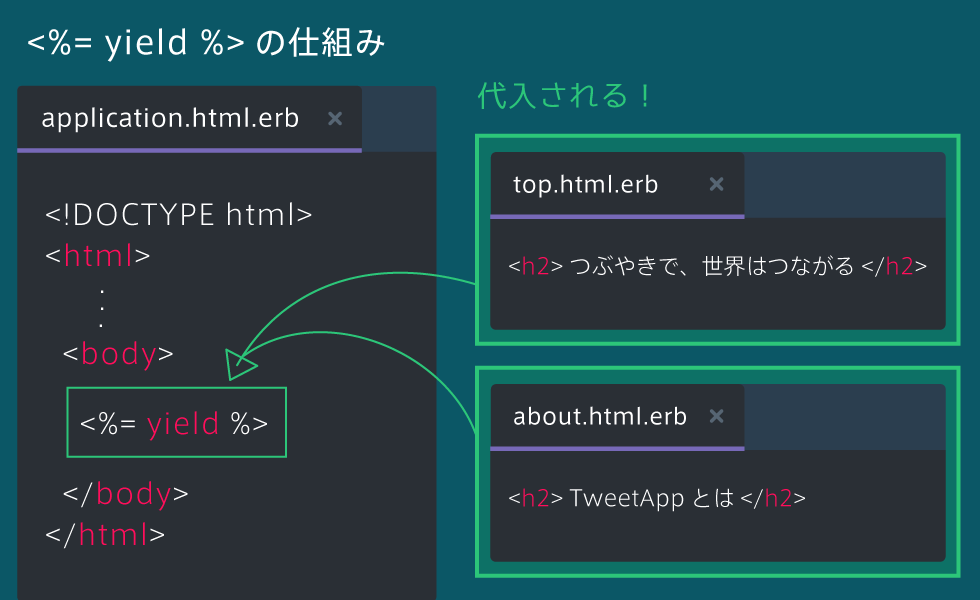 <%= yield %> の仕組み
application.html.erb ×
<!DOCTYPE html>
<html>
.
.
.
<body>
<%= yield %>
</body>
</html>
代入される！
top.html.erb ×
<h2> つぶやきで、世界はつながる </h2>
about.html.erb ×
<h2> TweetApp とは </h2>